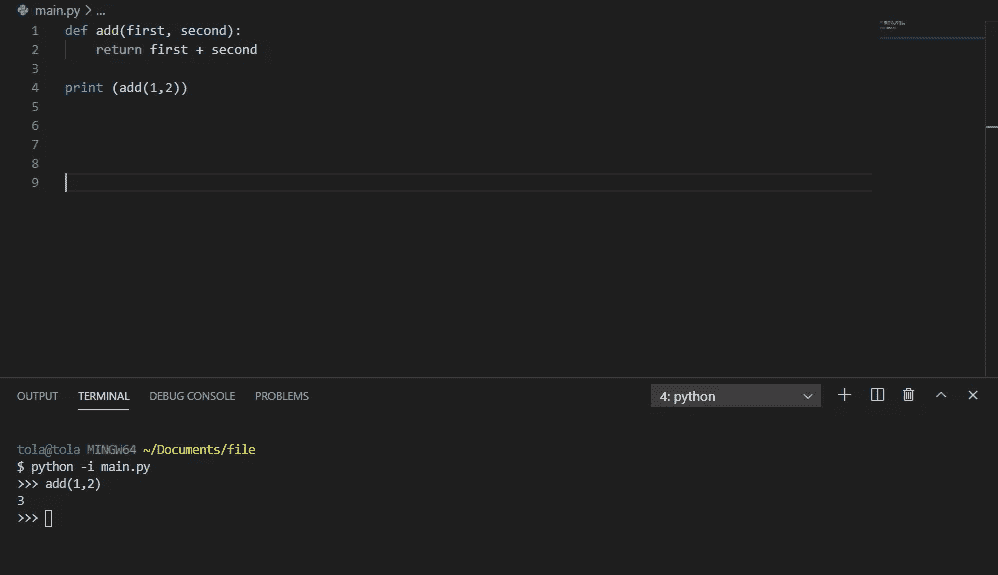 main.py > ...
1 def add(first, second):
2     return first + second
3
4 print (add(1,2))
5
6
7
8
9
OUTPUT TERMINAL DEBUG CONSOLE PROBLEMS 4: python
tola@tola MINGW64 ~/Documents/file
$ python -i main.py
>>> add(1,2)
3
>>>